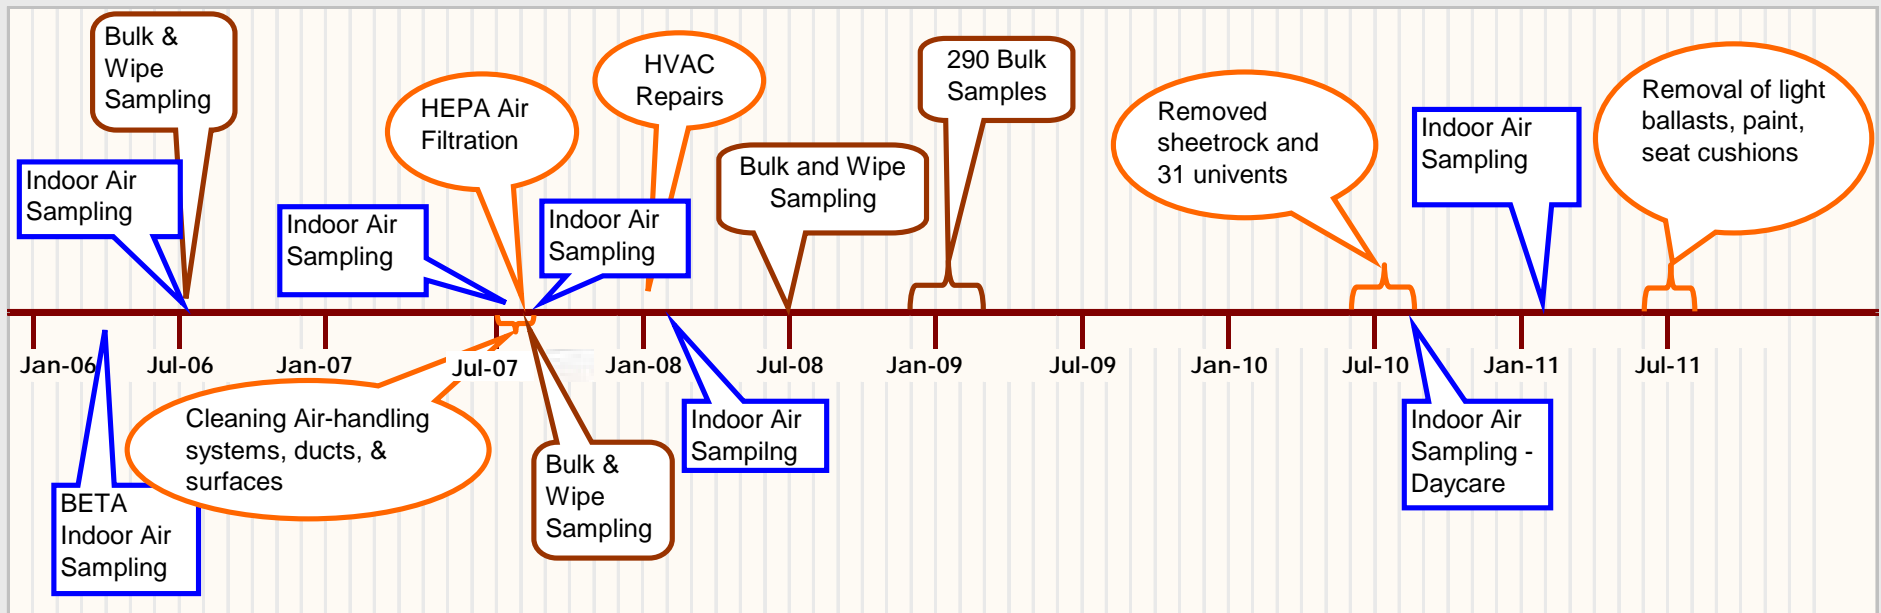 Bulk &
Wipe
Sampling
Indoor Air
Sampling
Indoor Air
Sampling
HEPA Air
Filtration
Indoor Air
Sampling
HVAC
Repairs
Bulk and Wipe
Sampling
290 Bulk
Samples
Removed
sheetrock and
31 univents
Indoor Air
Sampling
Removal of light
ballasts, paint,
seat cushions
Jan-06
Jul-06
Jan-07
Jul-07
Jan-08
Jul-08
Jan-09
Jul-09
Jan-10
Jul-10
Jan-11
Jul-11
BETA
Indoor Air
Sampling
Cleaning Air-handling
systems, ducts, &
surfaces
Bulk &
Wipe
Sampling
Indoor Air
Sampilng
Indoor Air
Sampling -
Daycare